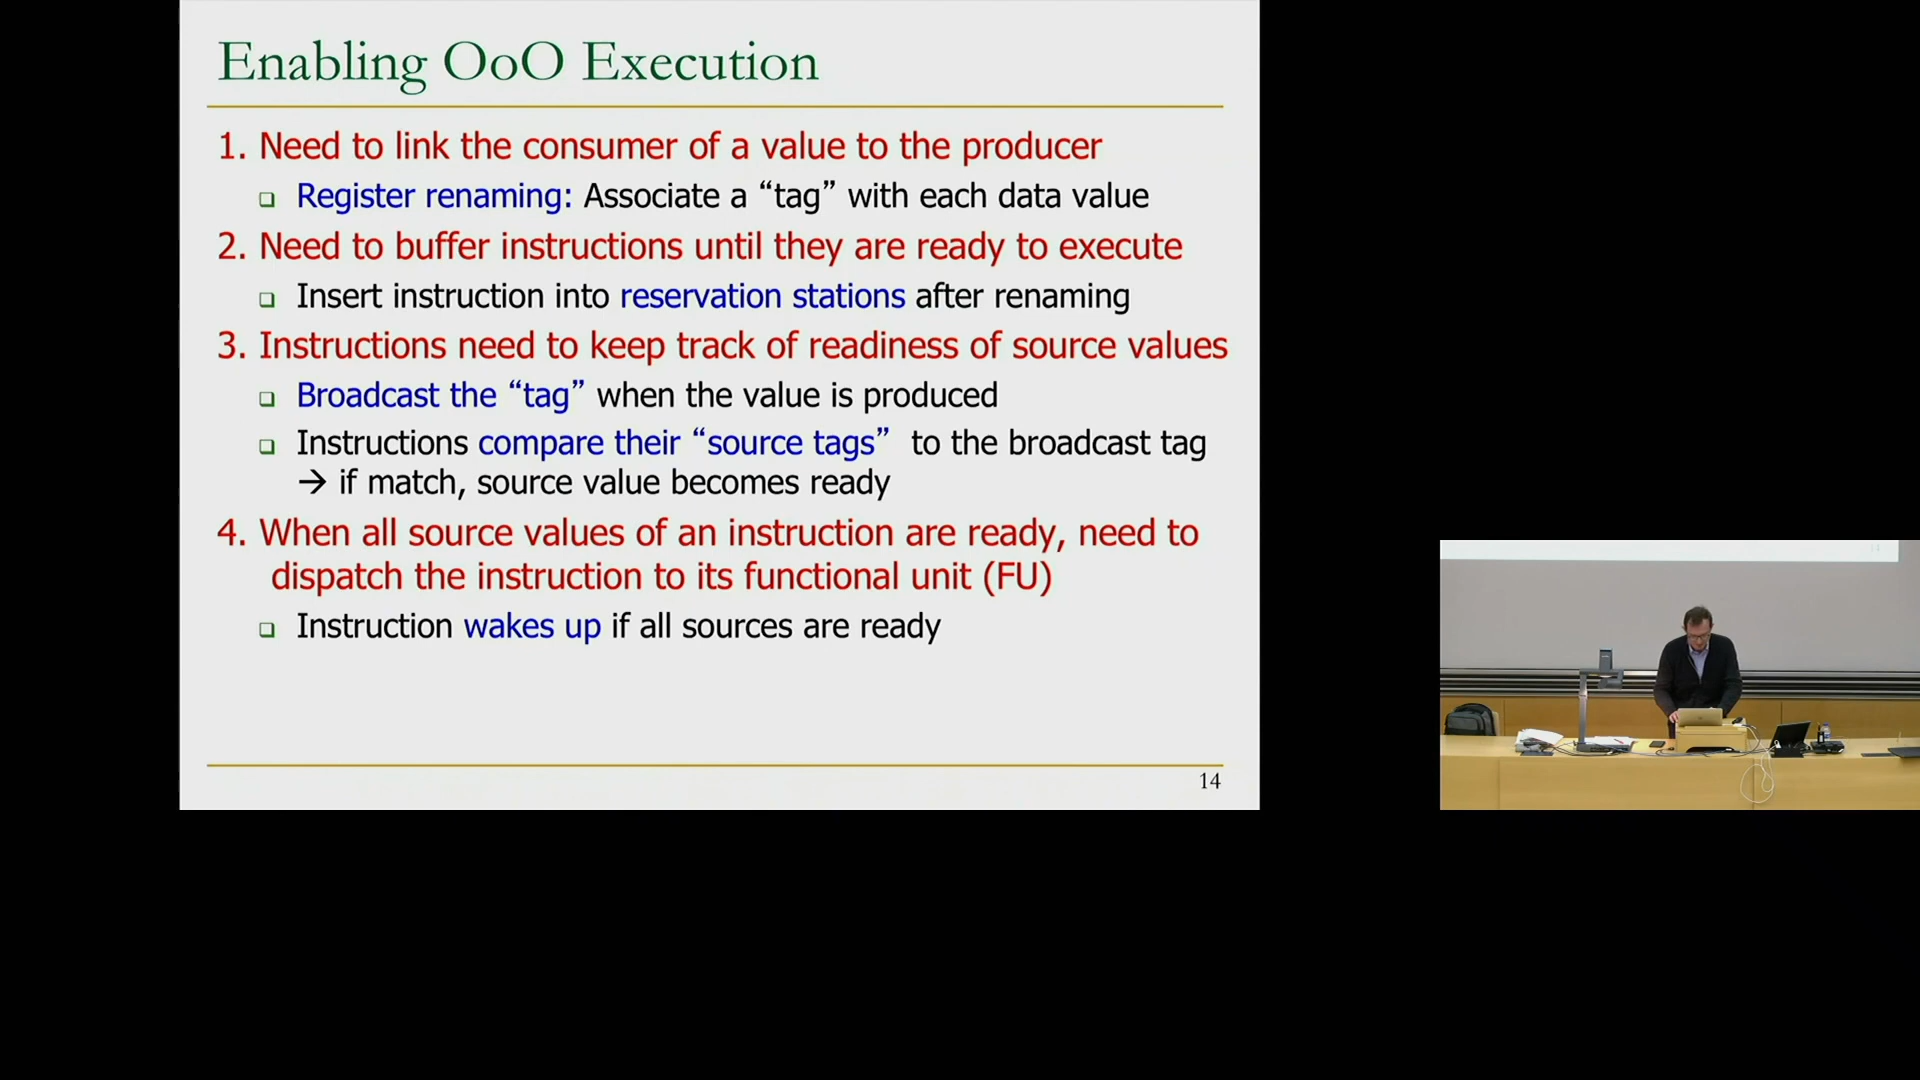 Enabling OoO Execution
1. Need to link the consumer of a value to the producer
Register renaming: Associate a “tag” with each data value
2. Need to buffer instructions until they are ready to execute
Insert instruction into reservation stations after renaming
3. Instructions need to keep track of readiness of source values
Broadcast the “tag” when the value is produced
Instructions compare their “source tags” to the broadcast tag
→ if match, source value becomes ready
4. When all source values of an instruction are ready, need to
dispatch the instruction to its functional unit (FU)
Instruction wakes up if all sources are ready
14